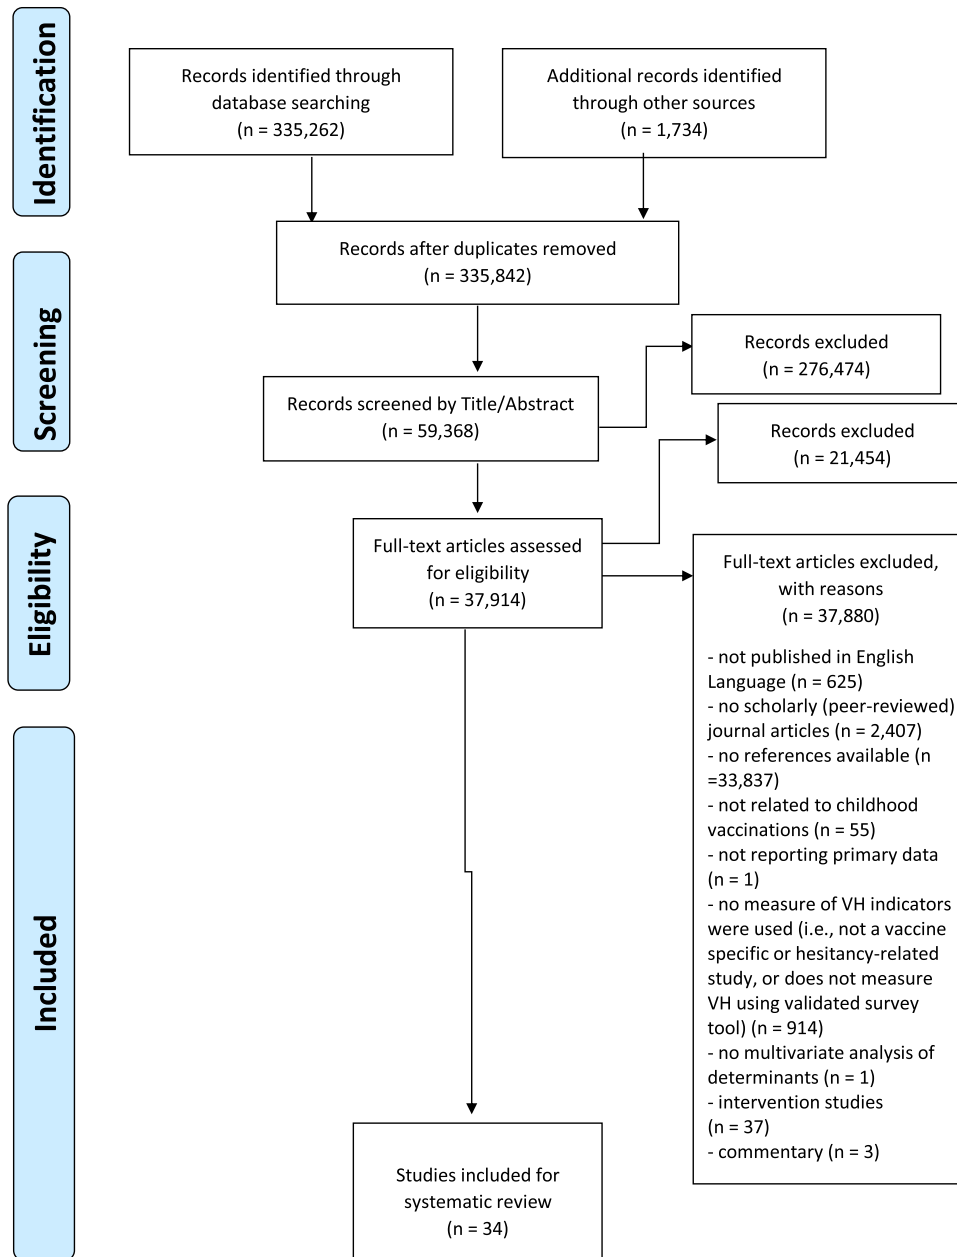 Identification
Records identified through
database searching
(n = 335,262)
Additional records identified
through other sources
(n = 1,734)
Records after duplicates removed
(n = 335,842)
Screening
Records excluded
(n = 276,474)
Records screened by Title/Abstract
(n = 59,368)
Records excluded
(n = 21,454)
Eligibility
Full-text articles assessed
for eligibility
(n = 37,914)
Full-text articles excluded,
with reasons
(n = 37,880)
- not published in English
Language (n = 625)
- no scholarly (peer-reviewed)
journal articles (n = 2,407)
- no references available (n
=33,837)
- not related to childhood
vaccinations (n = 55)
- not reporting primary data
(n = 1)
- no measure of VH indicators
were used (i.e., not a vaccine
specific or hesitancy-related
study, or does not measure
VH using validated survey
tool) (n = 914)
- no multivariate analysis of
determinants (n = 1)
- intervention studies
(n = 37)
- commentary (n = 3)
Included
Studies included for
systematic review
(n = 34)